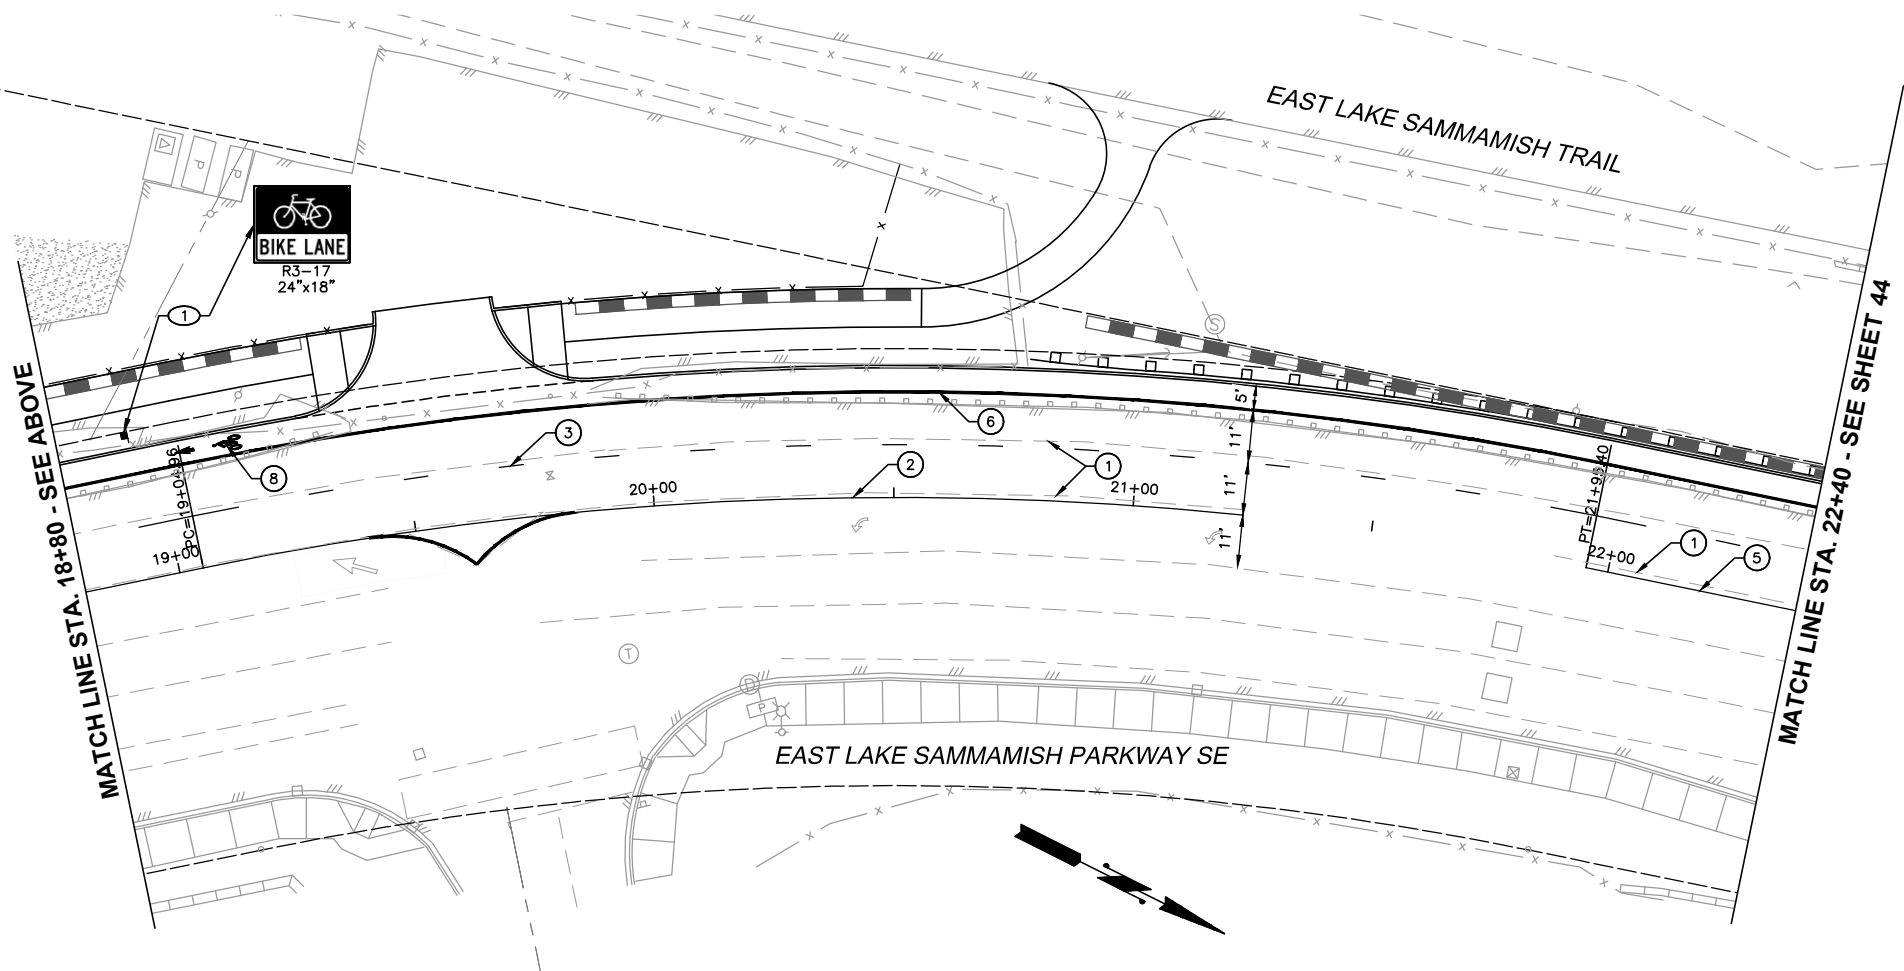 EAST LAKE SAMMAMISH TRAIL
P
P
BIKE LANE
R3-17
24"x18"
1
S
MATCH LINE STA. 18+80 - SEE ABOVE
MATCH LINE STA. 22+40 - SEE SHEET 44
5'
6
3
11'
8
2
1
PC=19+04.96
20+00
21+00
11'
11'
PT=21+95.40
19+00
22+00
1
5
T
D
P
EAST LAKE SAMMAMISH PARKWAY SE